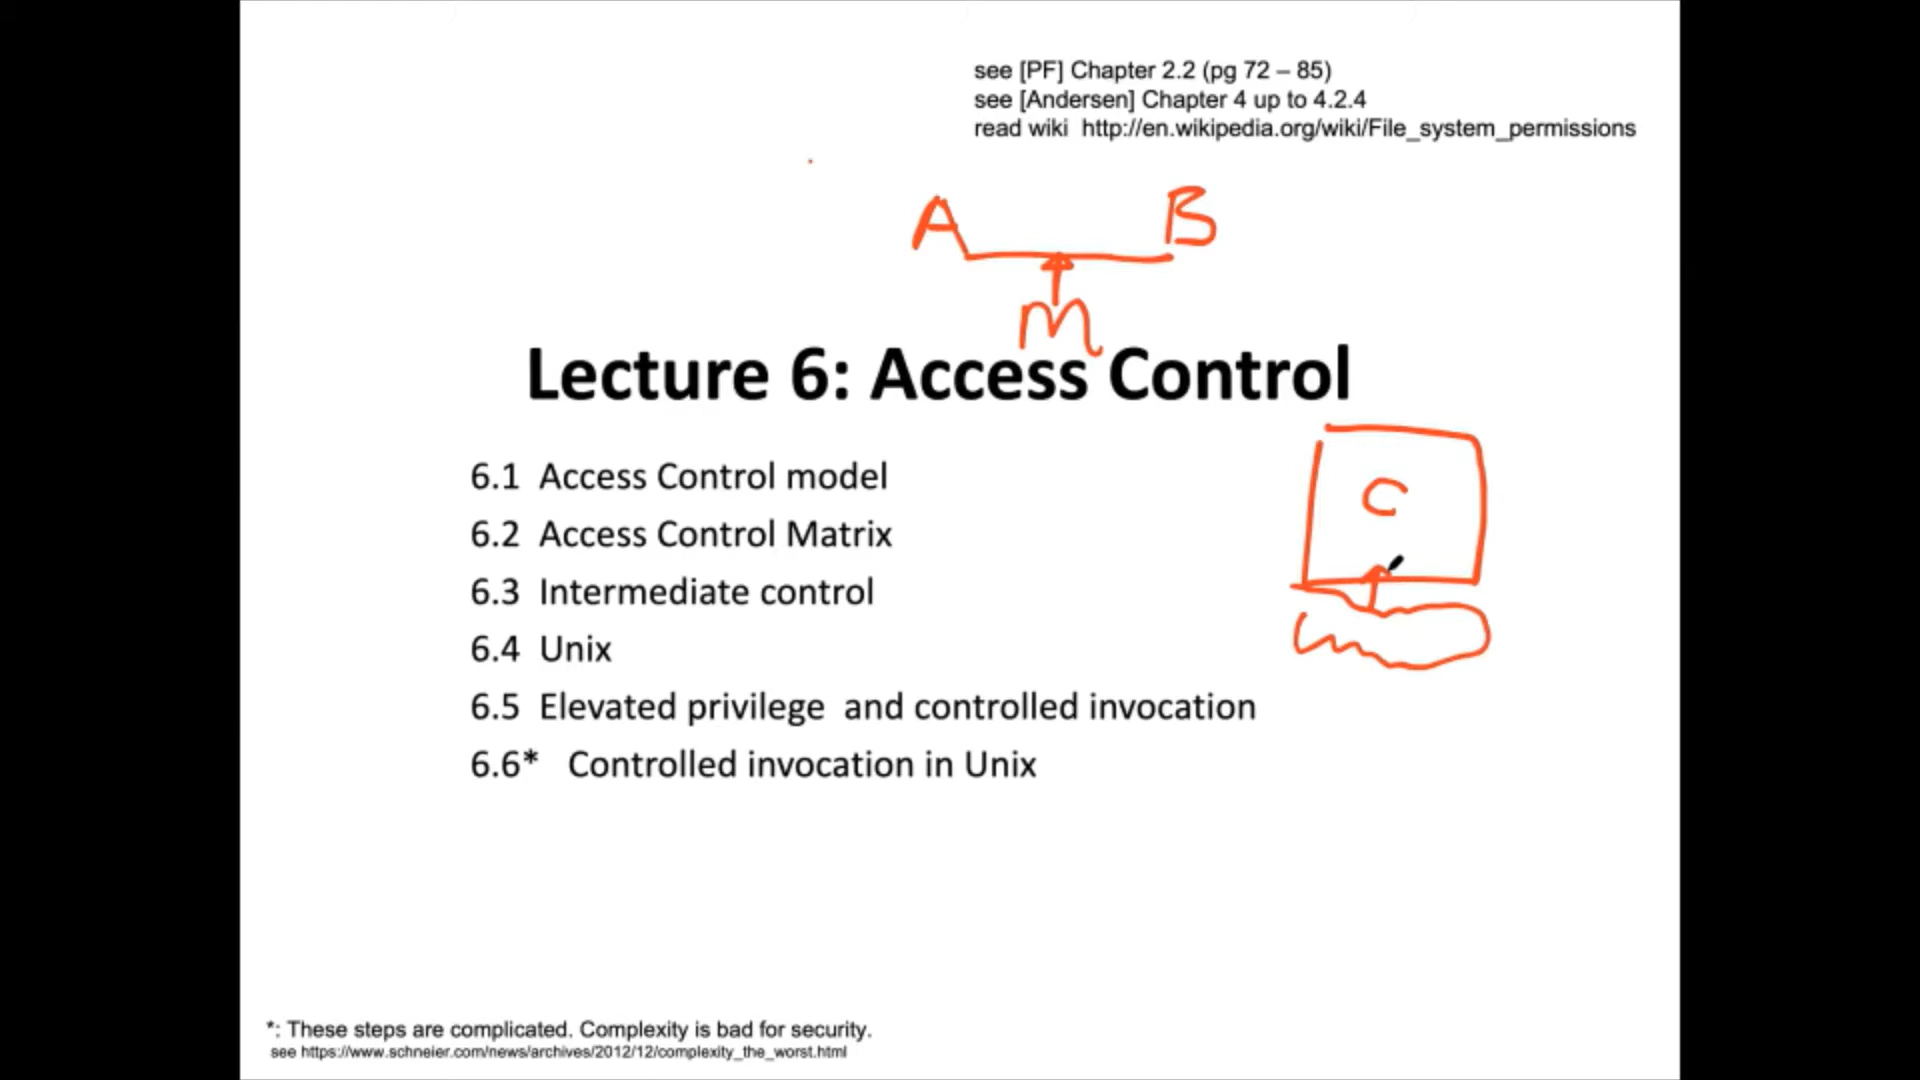 see [PF] Chapter 2.2 (pg 72 – 85)
see [Andersen] Chapter 4 up to 4.2.4
read wiki  http://en.wikipedia.org/wiki/File_system_permissions
A B
m
Lecture 6: Access Control
C
6.1 Access Control model
6.2 Access Control Matrix
6.3 Intermediate control
6.4 Unix
6.5 Elevated privilege and controlled invocation
6.6* Controlled invocation in Unix
*: These steps are complicated. Complexity is bad for security.
see https://www.schneier.com/news/archives/2012/12/complexity_the_worst.html